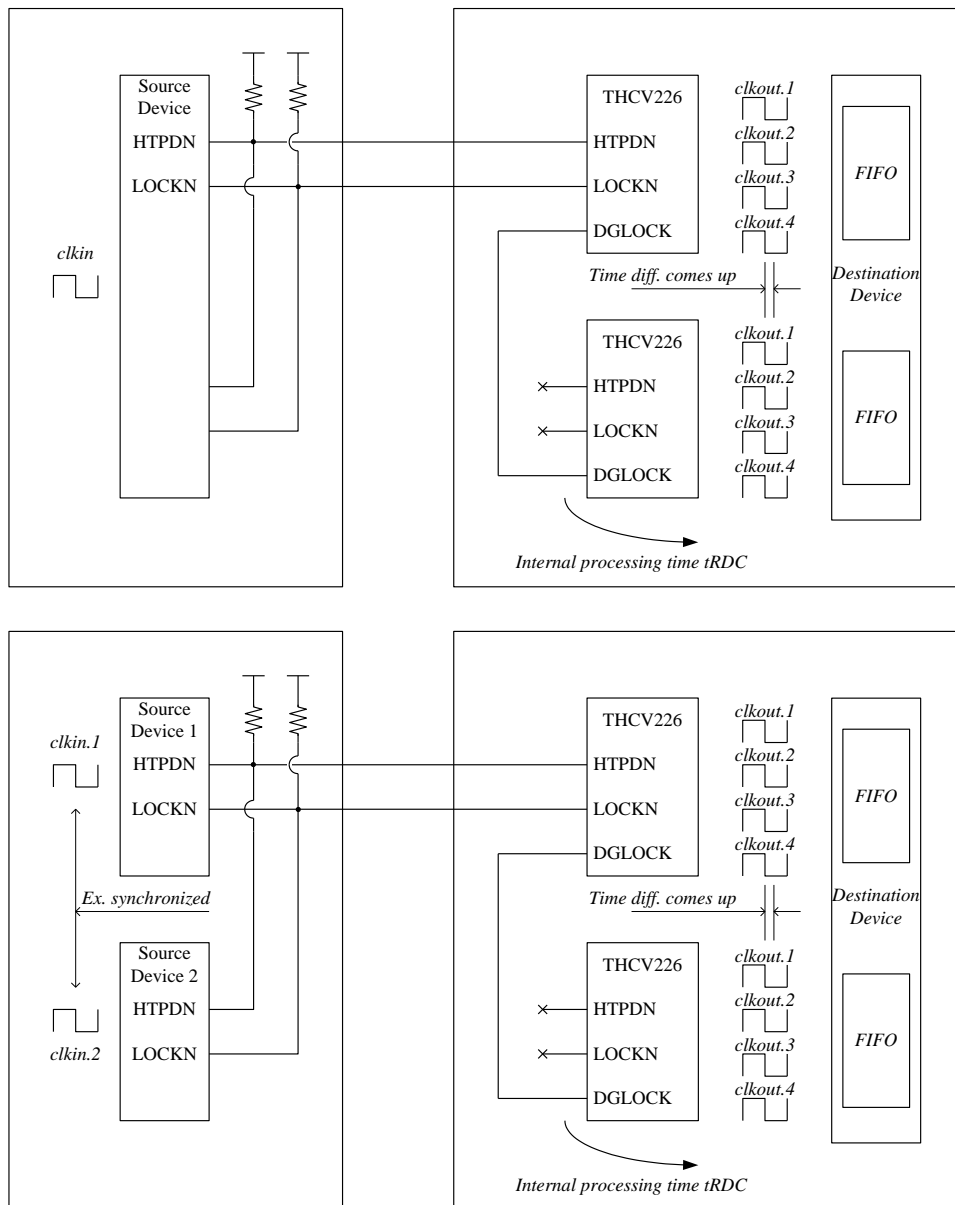 Source
Device
HTPDN
LOCKN
clkin
THCV226
HTPDN
LOCKN
DGLOCK
clkout.1
clkout.2
clkout.3
clkout.4
FIFO
Time diff. comes up
Destination
Device
THCV226
HTPDN
LOCKN
DGLOCK
clkout.1
clkout.2
clkout.3
clkout.4
FIFO
Internal processing time tRDC
Source
Device 1
clkin.1
HTPDN
LOCKN
Ex. synchronized
Source
Device 2
HTPDN
LOCKN
clkin.2
THCV226
HTPDN
LOCKN
DGLOCK
clkout.1
clkout.2
clkout.3
clkout.4
FIFO
Time diff. comes up
Destination
Device
THCV226
HTPDN
LOCKN
DGLOCK
clkout.1
clkout.2
clkout.3
clkout.4
FIFO
Internal processing time tRDC